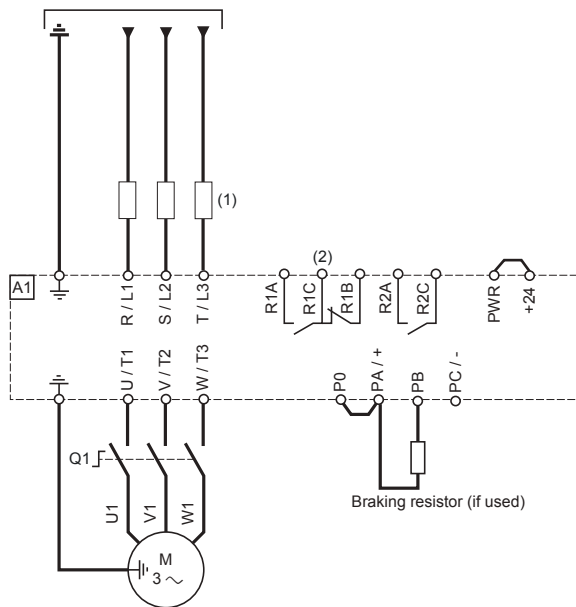 (1)
(2)
A1
R / L1
S / L2
T / L3
R1A
R1C
R1B
R2A
R2C
PWR
+24
U / T1
V / T2
W / T3
P0
PA / +
PB
PC / -
Q1
Braking resistor (if used)
U1
V1
W1
M
3 ~